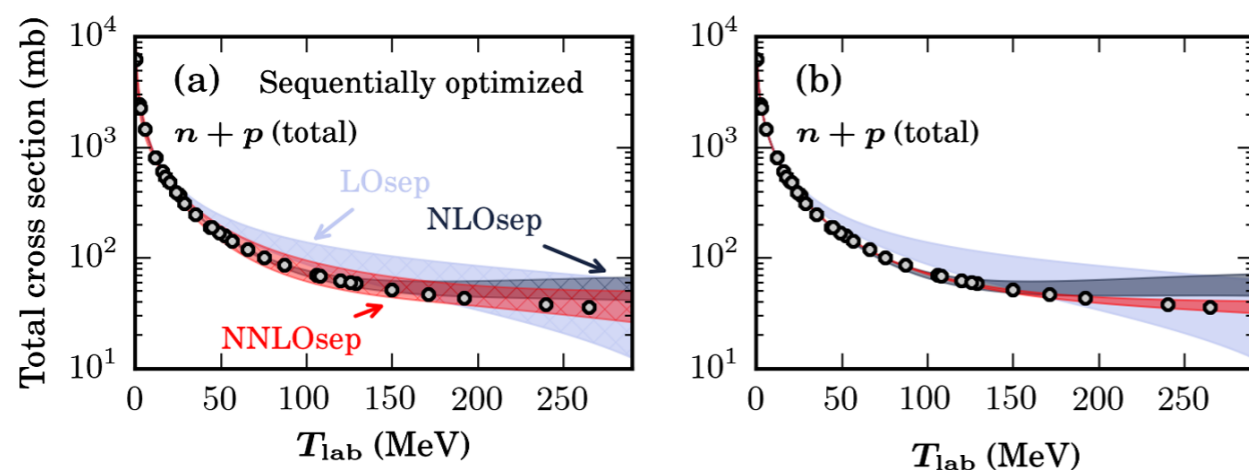 Total cross section (mb)
10^4
10^3
10^2
10^1
(a) Sequentially optimized
n + p (total)
LOsep
NLOsep
NNLOsep
0 50 100 150 200 250
T_lab (MeV)
10^4
10^3
10^2
10^1
(b)
n + p (total)
0 50 100 150 200 250
T_lab (MeV)